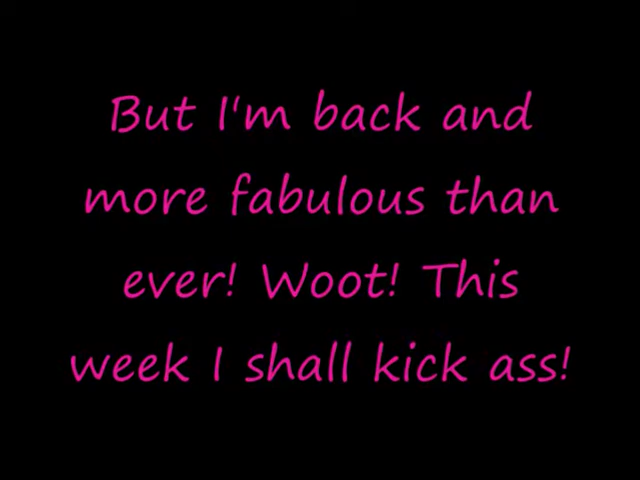 But I'm back and
more fabulous than
ever! Woot! This
week I shall kick ass!